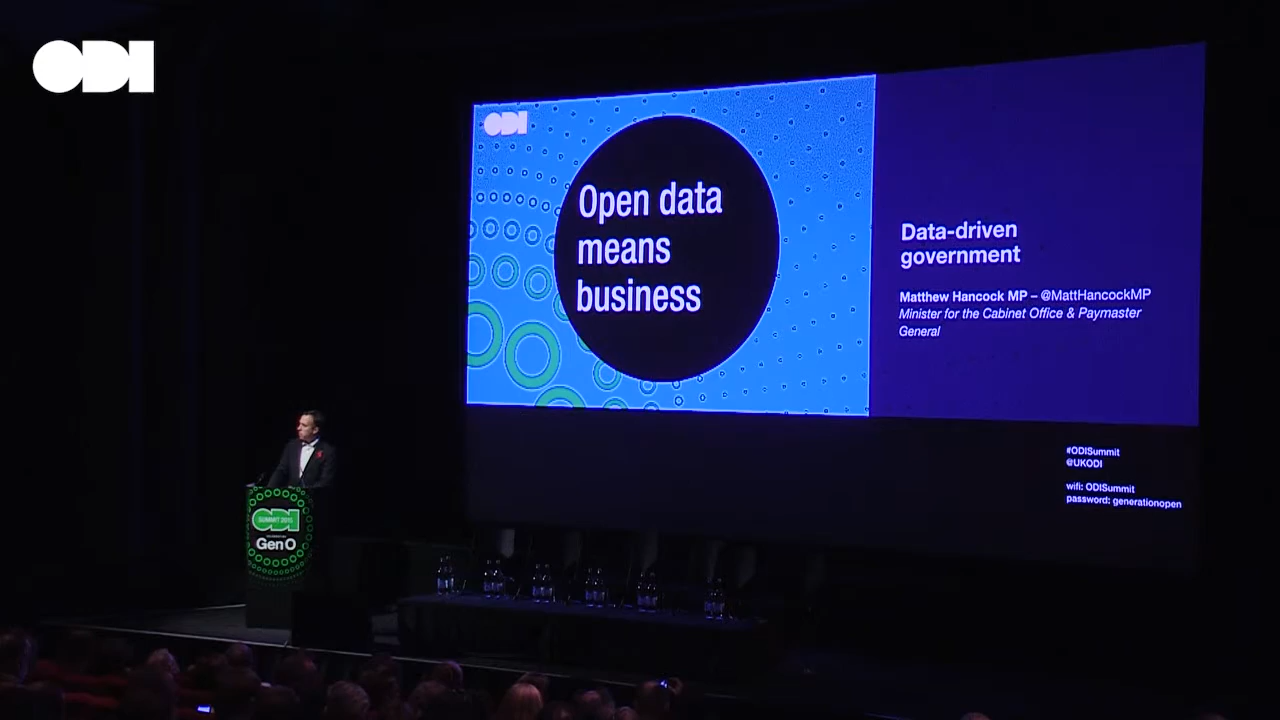 ODI
ODI
Open data
means
business
Data-driven
government
Matthew Hancock MP – @MattHancockMP
Minister for the Cabinet Office & Paymaster
General
#ODISummit
@UKODI
wifi: ODISummit
password: generationopen
SUMMIT 2015
ODI
Gen O